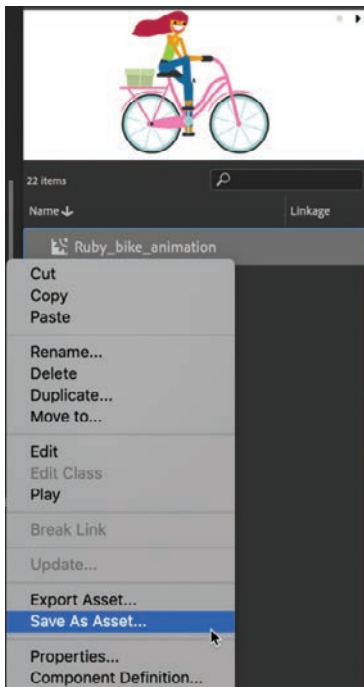 22 items
Name Linkage
Ruby_bike_animation
Cut
Copy
Paste
Rename...
Delete
Duplicate...
Move to...
Edit
Edit Class
Play
Break Link
Update...
Export Asset...
Save As Asset...
Properties...
Component Definition...